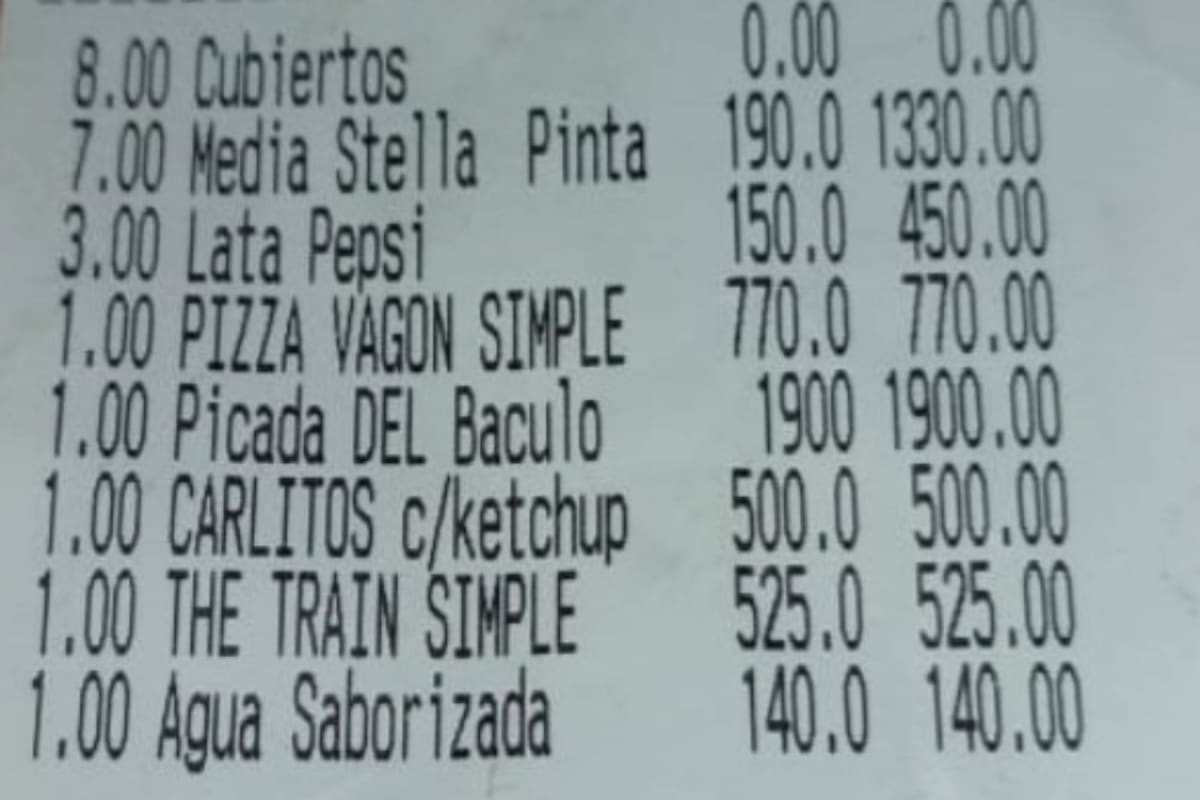 8.00 Cubiertos 0.00 0.00
7.00 Media Stella Pinta 190.0 1330.00
3.00 Lata Pepsi 150.0 450.00
1.00 PIZZA VAGON SIMPLE 770.0 770.00
1.00 Picada DEL Baculo 1900 1900.00
1.00 CARLITOS c/ketchup 500.0 500.00
1.00 THE TRAIN SIMPLE 525.0 525.00
1.00 Agua Saborizada 140.0 140.00